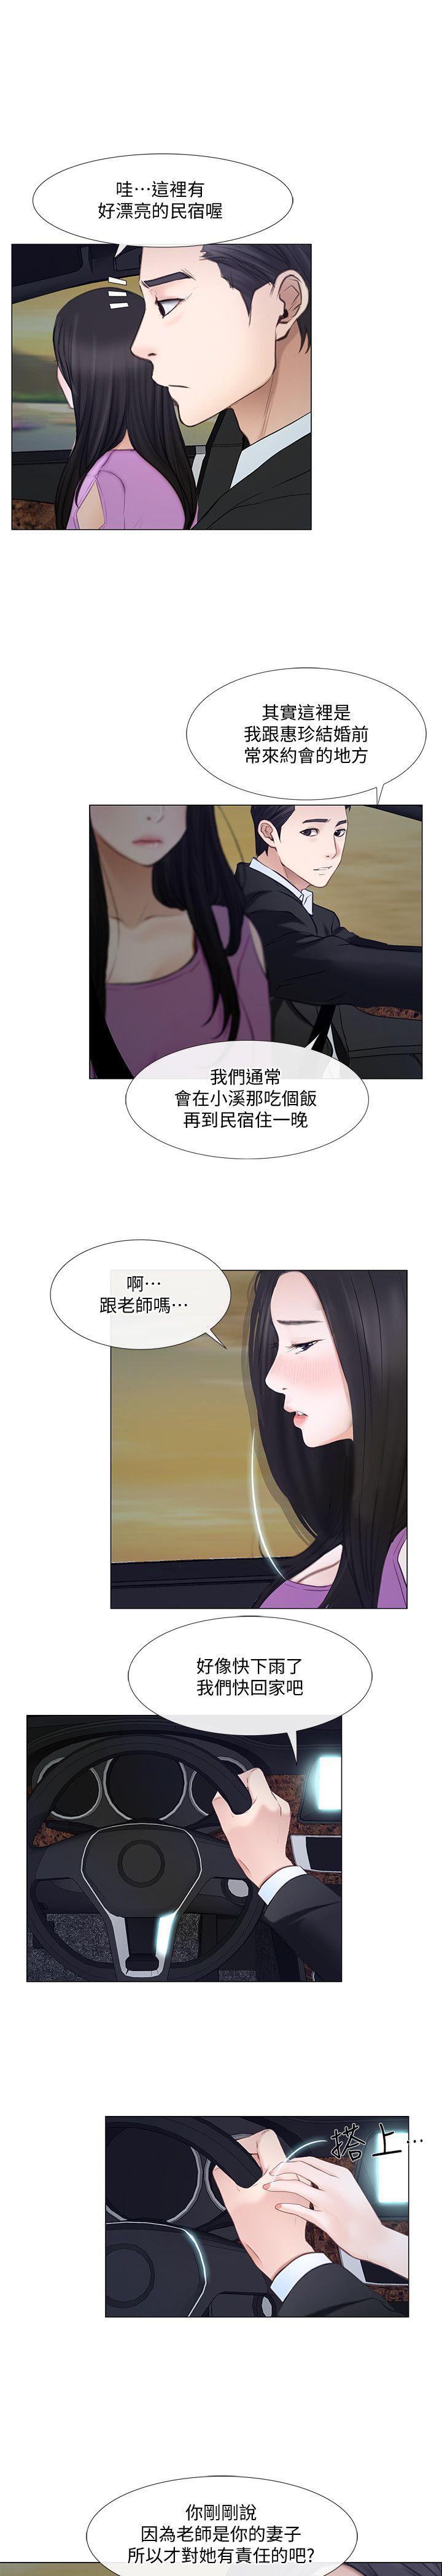 哇⋯這裡有
好漂亮的民宿喔
其實這裡是
我跟惠珍結婚前
常來約會的地方
我們通常
會在小溪那吃個飯
再到民宿住一晚
啊⋯
跟老師嗎⋯
好像快下雨了
我們快回家吧
搭上⋯
你剛剛說
因為老師是你的妻子
所以才對她有責任的吧?